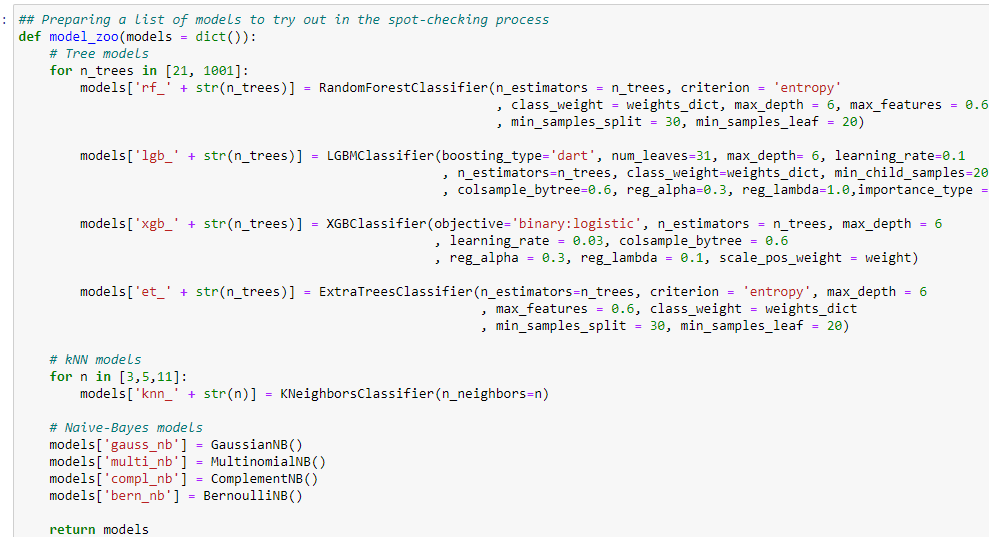 : ## Preparing a list of models to try out in the spot-checking process
def model_zoo(models = dict()):
    # Tree models
    for n_trees in [21, 1001]:
        models['rf_' + str(n_trees)] = RandomForestClassifier(n_estimators = n_trees, criterion = 'entropy'
                                                              , class_weight = weights_dict, max_depth = 6, max_features = 0.6
                                                              , min_samples_split = 30, min_samples_leaf = 20)

        models['lgb_' + str(n_trees)] = LGBMClassifier(boosting_type='dart', num_leaves=31, max_depth= 6, learning_rate=0.1
                                                       , n_estimators=n_trees, class_weight=weights_dict, min_child_samples=20
                                                       , colsample_bytree=0.6, reg_alpha=0.3, reg_lambda=1.0,importance_type =

        models['xgb_' + str(n_trees)] = XGBClassifier(objective='binary:logistic', n_estimators = n_trees, max_depth = 6
                                                      , learning_rate = 0.03, colsample_bytree = 0.6
                                                      , reg_alpha = 0.3, reg_lambda = 0.1, scale_pos_weight = weight)

        models['et_' + str(n_trees)] = ExtraTreesClassifier(n_estimators=n_trees, criterion = 'entropy', max_depth = 6
                                                            , max_features = 0.6, class_weight = weights_dict
                                                            , min_samples_split = 30, min_samples_leaf = 20)

    # kNN models
    for n in [3,5,11]:
        models['knn_' + str(n)] = KNeighborsClassifier(n_neighbors=n)

    # Naive-Bayes models
    models['gauss_nb'] = GaussianNB()
    models['multi_nb'] = MultinomialNB()
    models['compl_nb'] = ComplementNB()
    models['bern_nb'] = BernoulliNB()

    return models